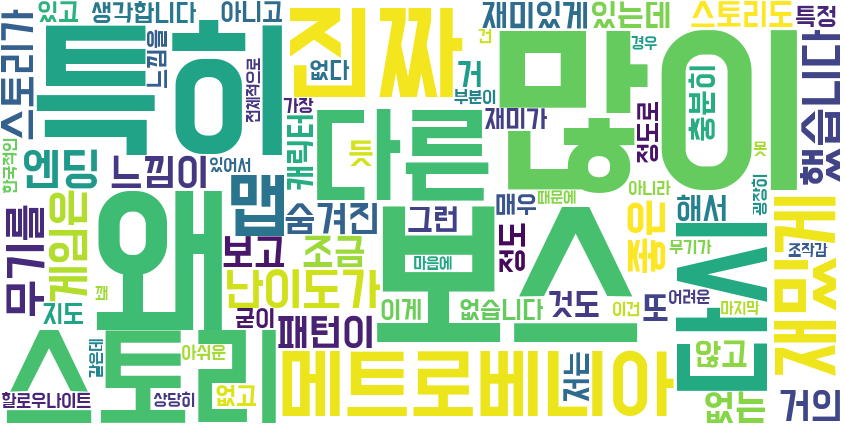 있고 생각합니다 아니고 진짜 재미있게 있는데 스토리도 특정
스토리가 특히 느낌을 전체적으로 없다 거 건 많이 경우 충분히 했습니다
한국적인 엔딩 느낌이 있어서 가장 캐릭터 듯 다른 부분이 재미가 정도로 못
무기를 게임은 왜 맵 숨겨진 그런 매우 때문에 아니라 좋은 해서 굉장히
보고 조금 마음에 보스 정도 무기가 조작감
지도 꽤 난이도가 이게 없습니다 것도 이건 또 어려운 마지막 재밌
스토리 같은데 굳이 패턴이 저는 않고
할로우나이트 아쉬운 상당히 없고 메트로베니아 없는 거의